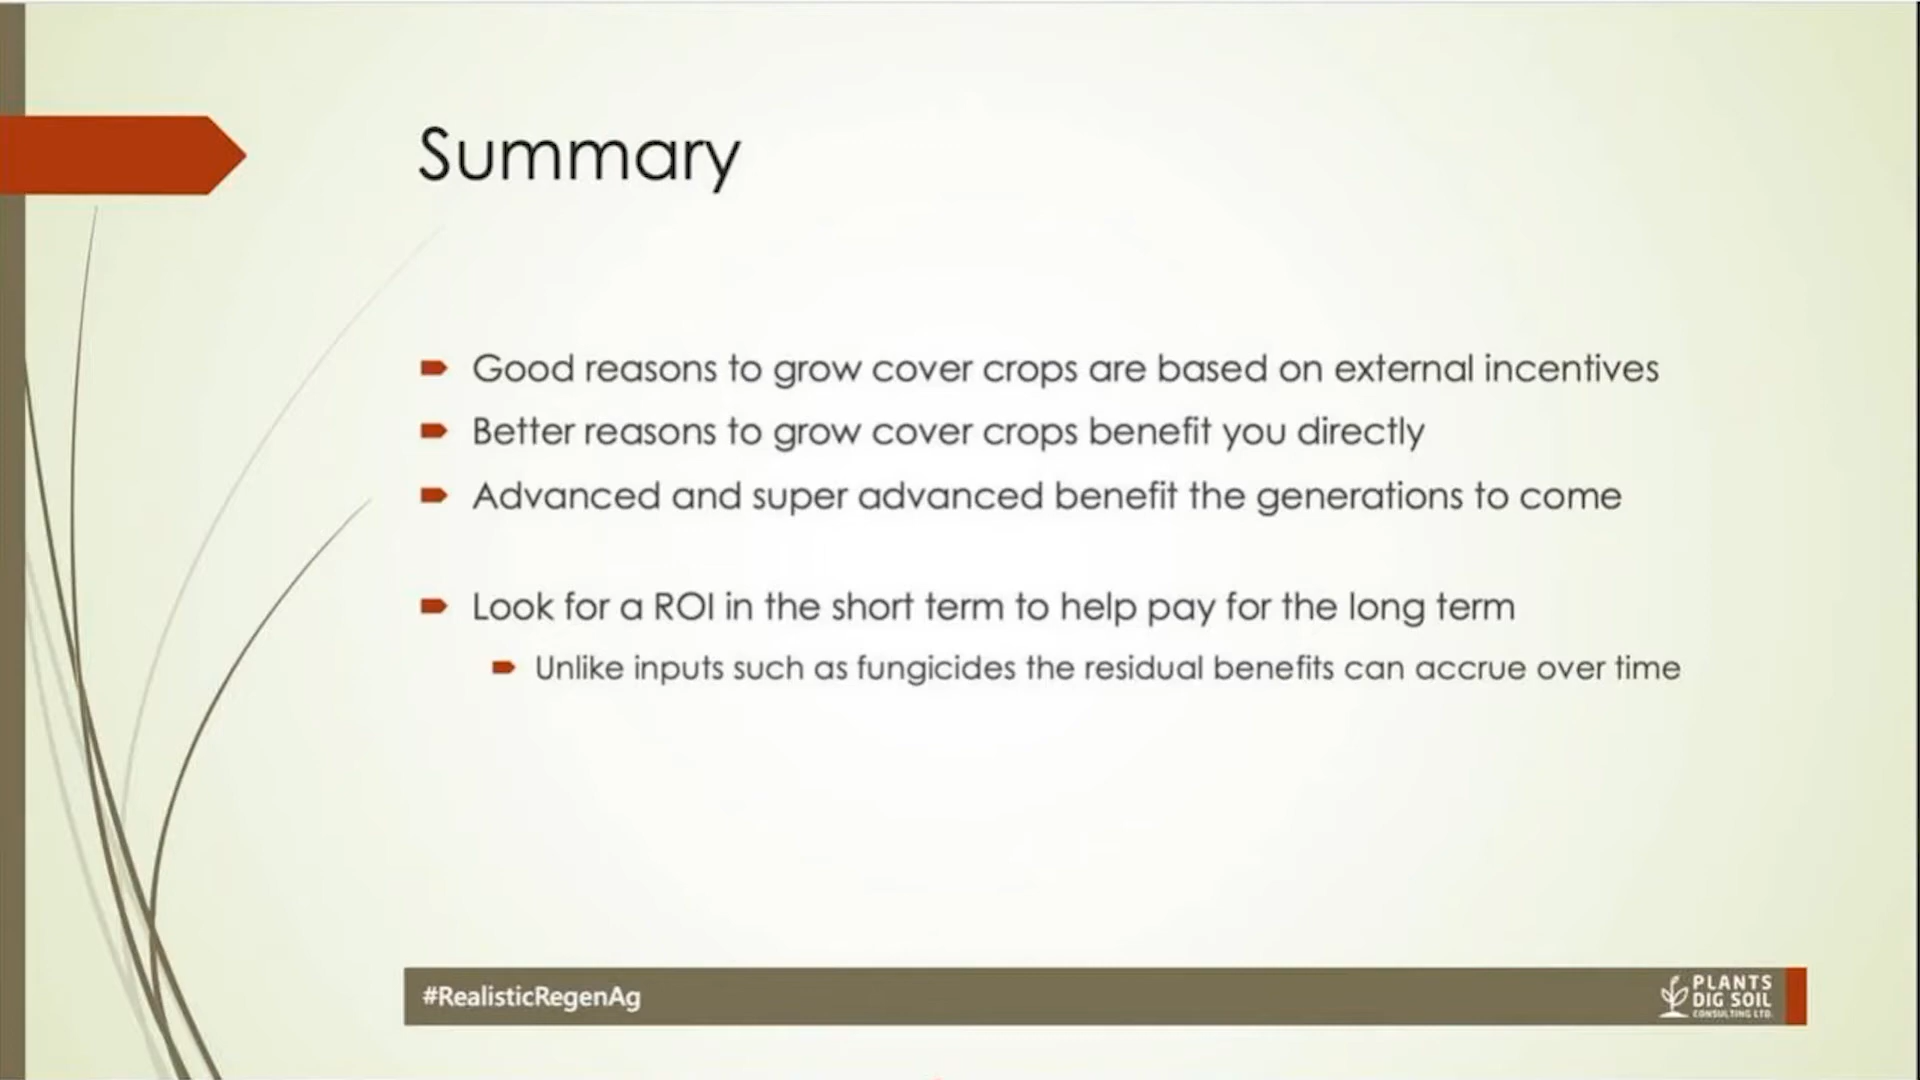 Summary
Good reasons to grow cover crops are based on external incentives
Better reasons to grow cover crops benefit you directly
Advanced and super advanced benefit the generations to come
Look for a ROI in the short term to help pay for the long term
Unlike inputs such as fungicides the residual benefits can accrue over time
#RealisticRegenAg
PLANTS
DIG SOIL
CONSULTING LTD.